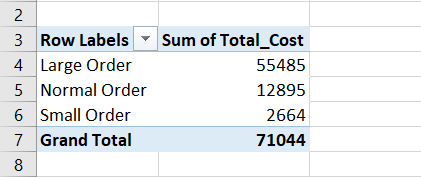 2
3 Row Labels Sum of Total_Cost
4 Large Order 55485
5 Normal Order 12895
6 Small Order 2664
7 Grand Total 71044
8